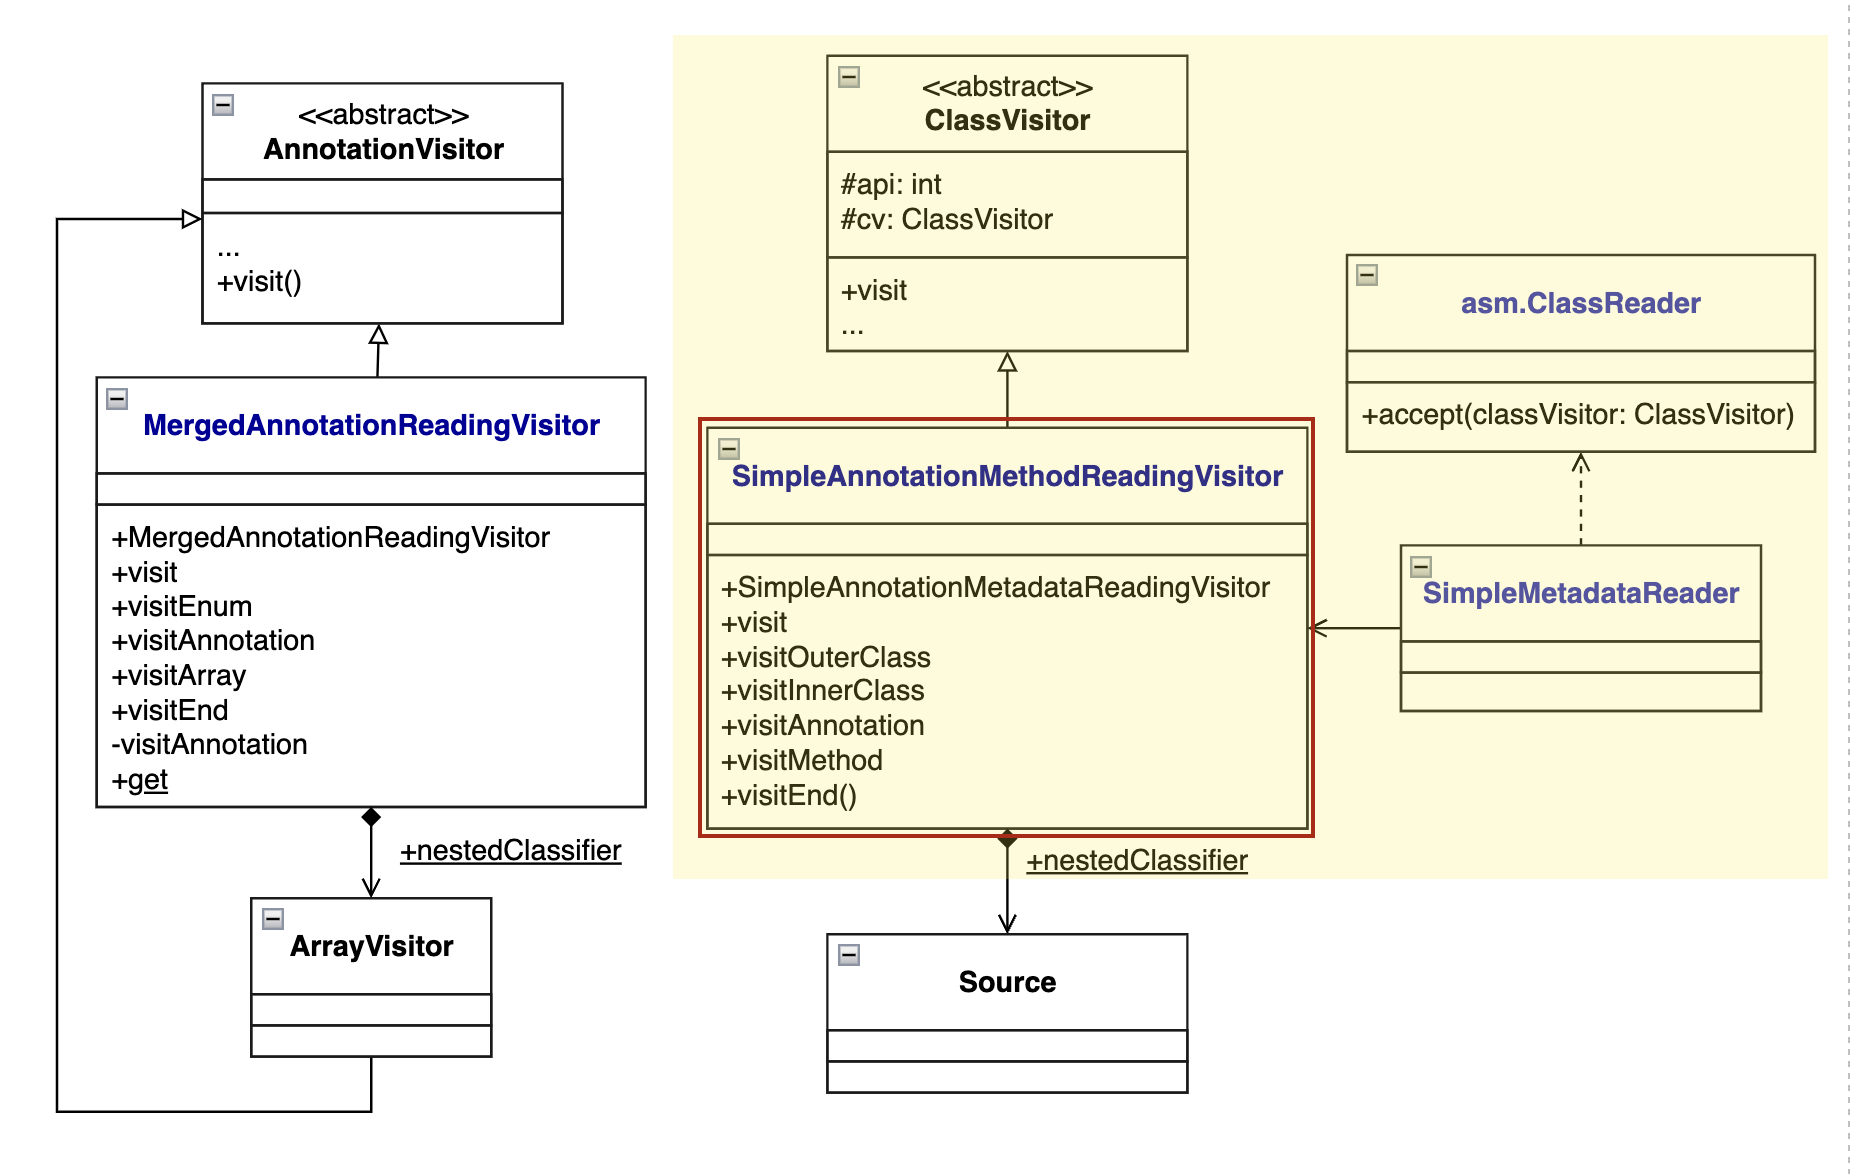 <<abstract>>
AnnotationVisitor
...
+visit()
MergedAnnotationReadingVisitor
+MergedAnnotationReadingVisitor
+visit
+visitEnum
+visitAnnotation
+visitArray
+visitEnd
-visitAnnotation
+get
+nestedClassifier
ArrayVisitor
<<abstract>>
ClassVisitor
#api: int
#cv: ClassVisitor
+visit
...
SimpleAnnotationMethodReadingVisitor
+SimpleAnnotationMetadataReadingVisitor
+visit
+visitOuterClass
+visitInnerClass
+visitAnnotation
+visitMethod
+visitEnd()
+nestedClassifier
Source
asm.ClassReader
+accept(classVisitor: ClassVisitor)
SimpleMetadataReader